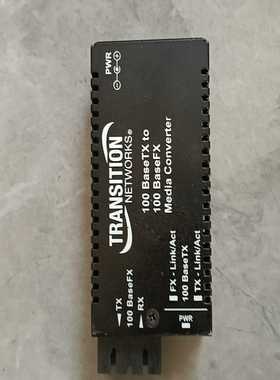 PWR
TRANSITION
NETWORKS®
100 BaseTX to
100 BaseFX
Media Converter
TX
100 BaseFX
RX
FX - Link/Act
100 BaseTX
TX - Link/Act
PWR